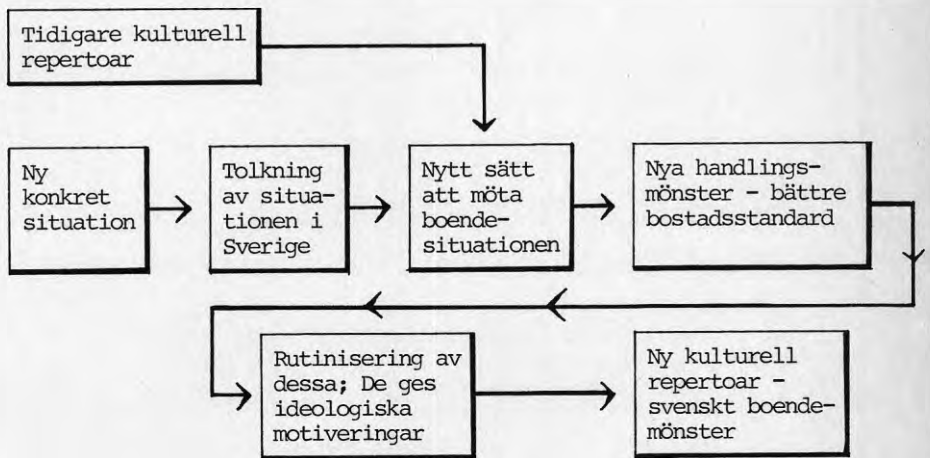 Tidigare kulturell
repertoar
Ny
konkret
situation
Tolkning
av situa-
tionen i
Sverige
Nytt sätt
att möta
boende-
situationen
Nya handlings-
mönster - bättre
bostadsstandard
Rutinisering av
dessa; De ges
ideologiska
motiveringar
Ny kulturell
repertoar -
svenskt boende-
mönster